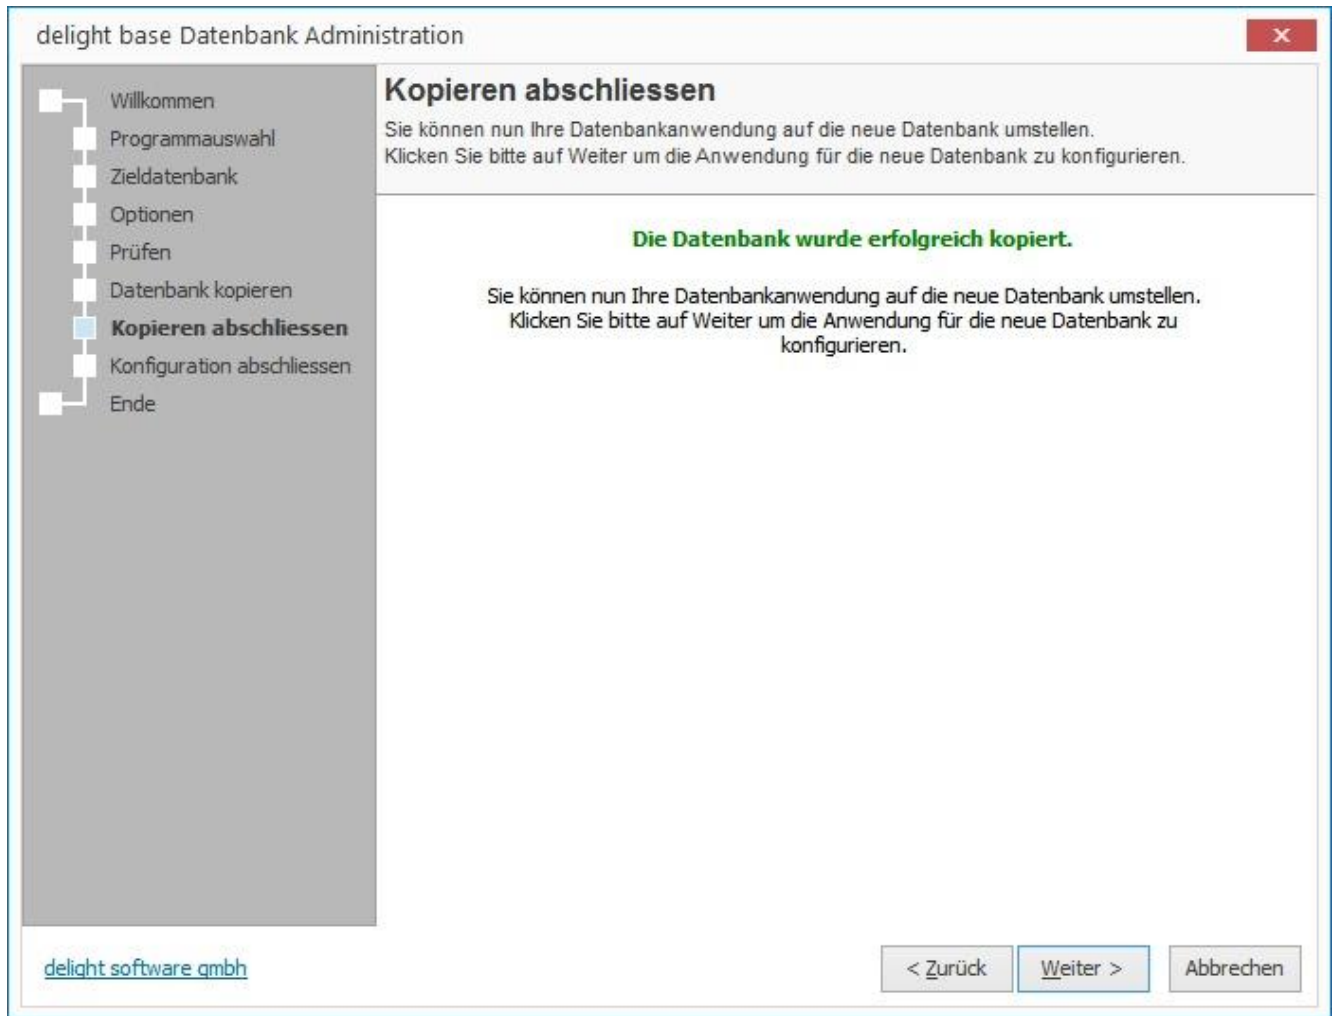 delight base Datenbank Administration
Willkommen
Programmauswahl
Zieldatenbank
Optionen
Prüfen
Datenbank kopieren
Kopieren abschliessen
Konfiguration abschliessen
Ende
Kopieren abschliessen
Sie können nun Ihre Datenbankanwendung auf die neue Datenbank umstellen.
Klicken Sie bitte auf Weiter um die Anwendung für die neue Datenbank zu konfigurieren.
Die Datenbank wurde erfolgreich kopiert.
Sie können nun Ihre Datenbankanwendung auf die neue Datenbank umstellen.
Klicken Sie bitte auf Weiter um die Anwendung für die neue Datenbank zu
konfigurieren.
delight software gmbh
< Zurück
Weiter >
Abbrechen